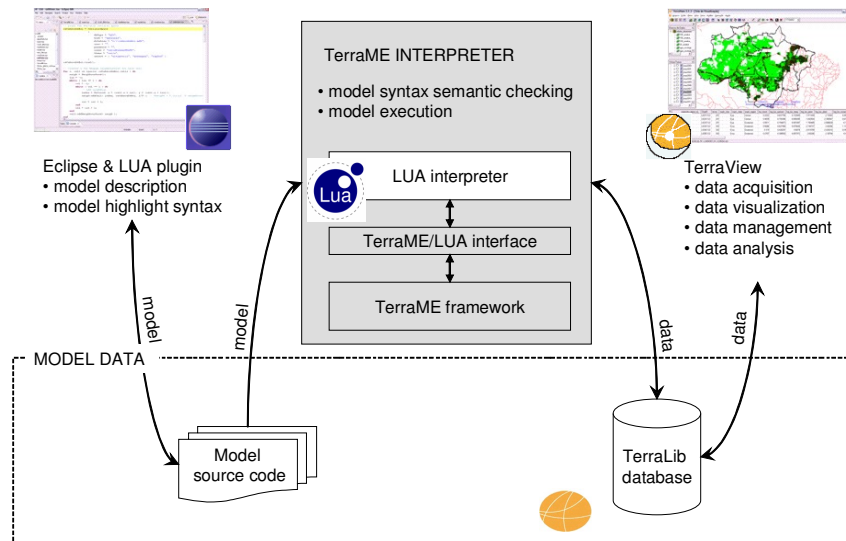 TerraME INTERPRETER
• model syntax semantic checking
• model execution
LUA interpreter
Lua
TerraME/LUA interface
TerraME framework
Eclipse & LUA plugin
• model description
• model highlight syntax
TerraView
• data acquisition
• data visualization
• data management
• data analysis
model
model
data
data
MODEL DATA
Model
source code
TerraLib
database